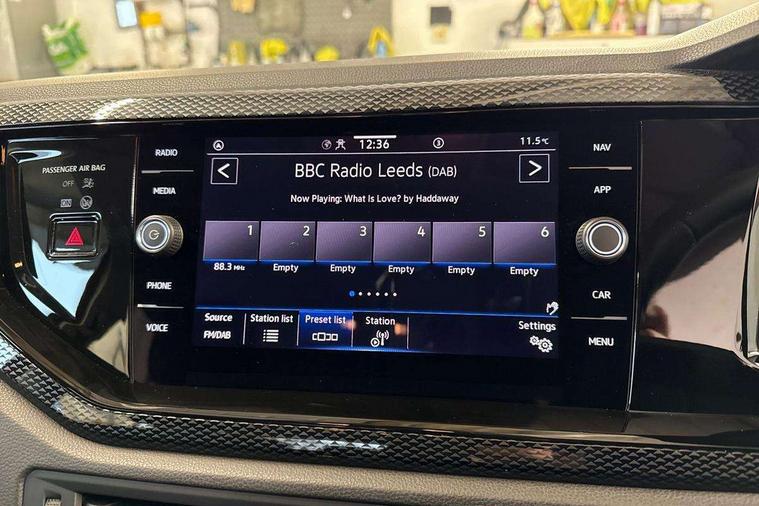 PASSENGER AIR BAG
OFF
ON
RADIO
MEDIA
PHONE
VOICE
12:36
3
11.5°C
<
BBC Radio Leeds (DAB)
>
Now Playing: What Is Love? by Haddaway
1 2 3 4 5 6
88.3 MHz Empty Empty Empty Empty Empty
Source Station list Preset list Station Settings
FM/DAB
NAV
APP
CAR
MENU